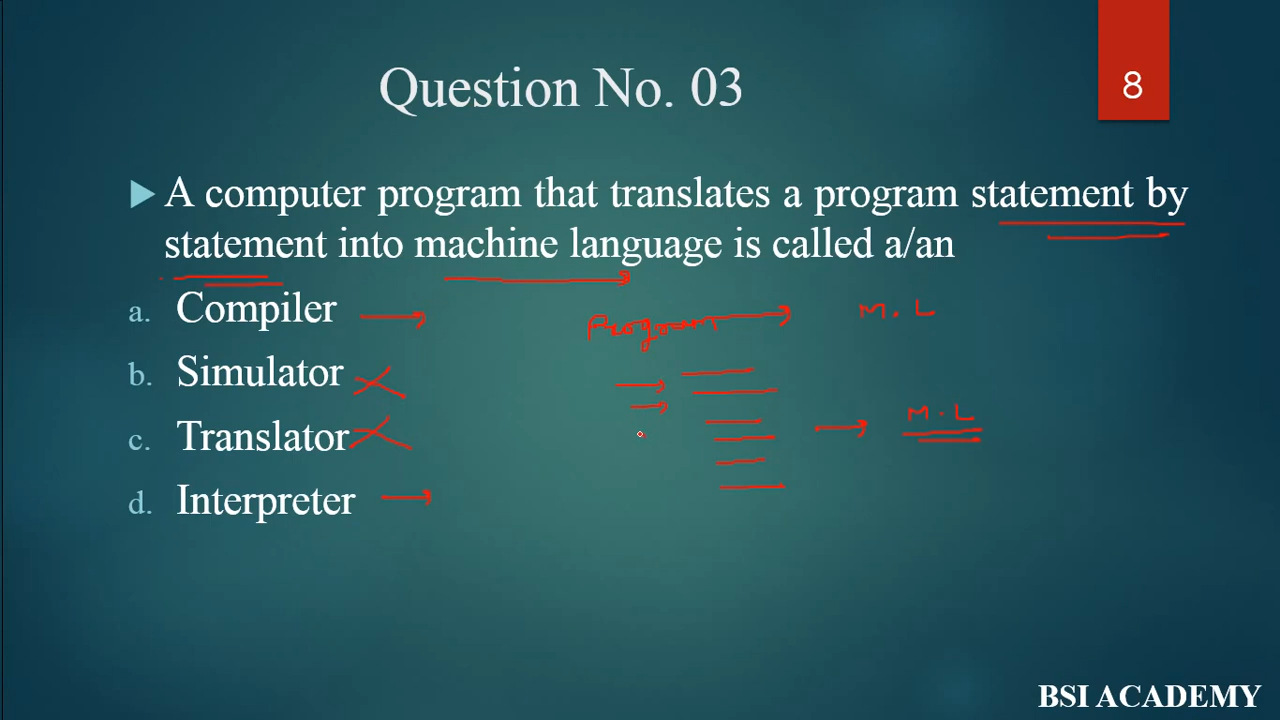 Question No. 03
8
A computer program that translates a program statement by
statement into machine language is called a/an
a. Compiler
Program M.L
b. Simulator
M.L
c. Translator
d. Interpreter
BSI ACADEMY